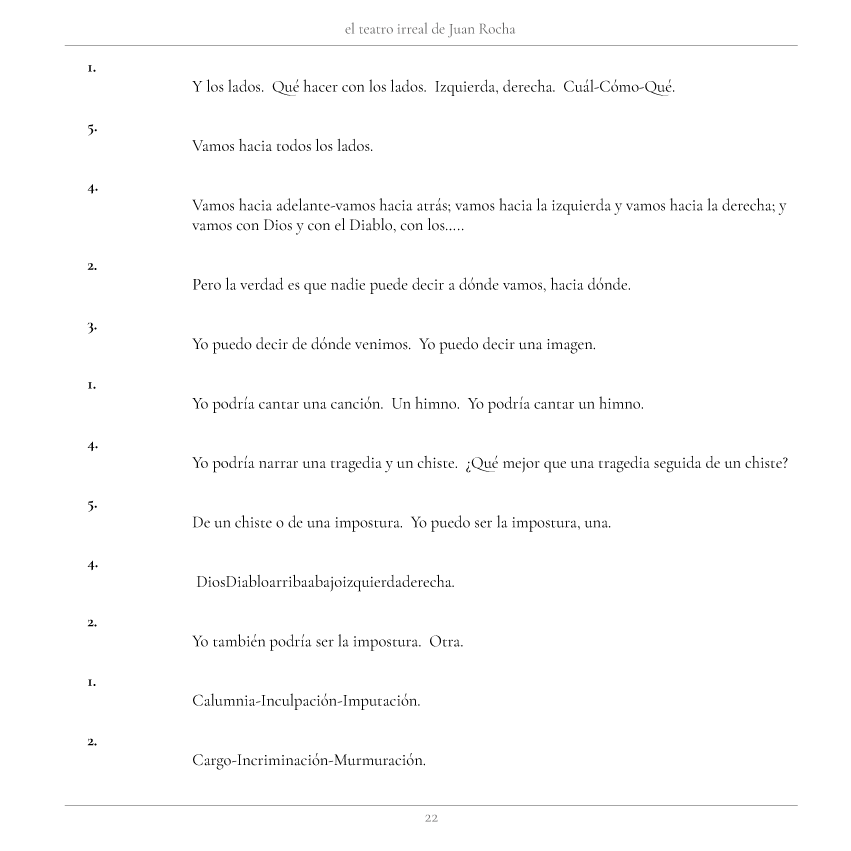 el teatro irreal de Juan Rocha
1.
Y los lados.  Qué hacer con los lados.  Izquierda, derecha.  Cuál-Cómo-Qué.
5.
Vamos hacia todos los lados.
4.
Vamos hacia adelante-vamos hacia atrás; vamos hacia la izquierda y vamos hacia la derecha; y
vamos con Dios y con el Diablo, con los.....
2.
Pero la verdad es que nadie puede decir a dónde vamos, hacia dónde.
3.
Yo puedo decir de dónde venimos.  Yo puedo decir una imagen.
1.
Yo podría cantar una canción.  Un himno.  Yo podría cantar un himno.
4.
Yo podría narrar una tragedia y un chiste.  ¿Qué mejor que una tragedia seguida de un chiste?
5.
De un chiste o de una impostura.  Yo puedo ser la impostura, una.
4.
DiosDiabloarribaabajoizquierdaderecha.
2.
Yo también podría ser la impostura.  Otra.
1.
Calumnia-Inculpación-Imputación.
2.
Cargo-Incriminación-Murmuración.
22